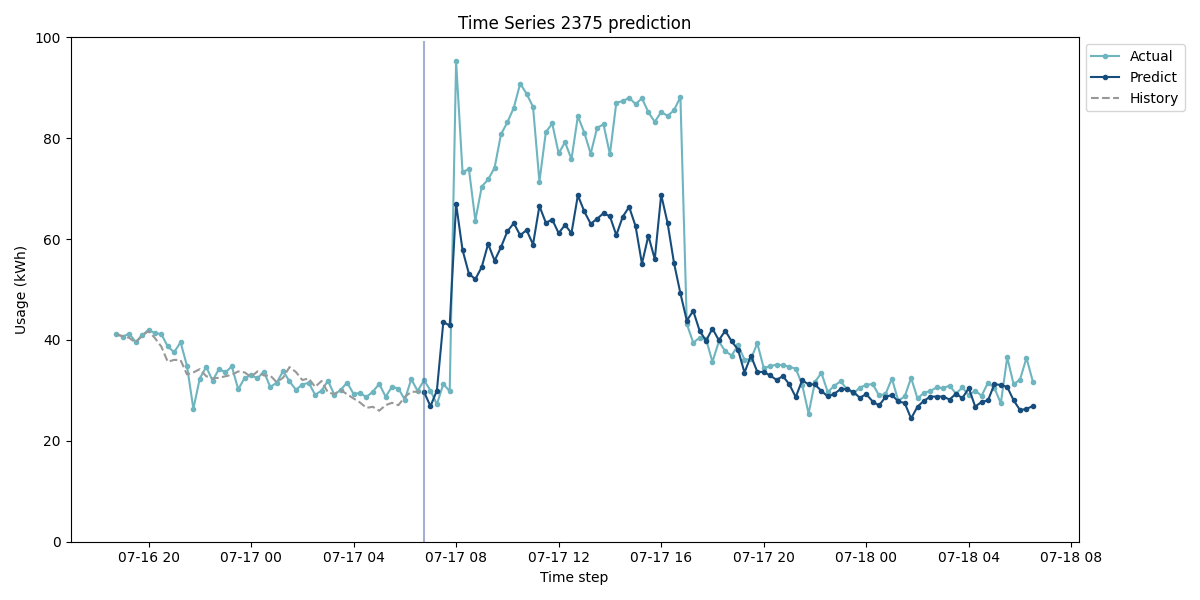 Time Series 2375 prediction
Usage (kWh)
100
80
60
40
20
0
07-16 20
07-17 00
07-17 04
07-17 08
07-17 12
07-17 16
07-17 20
07-18 00
07-18 04
07-18 08
Time step
Actual
Predict
History